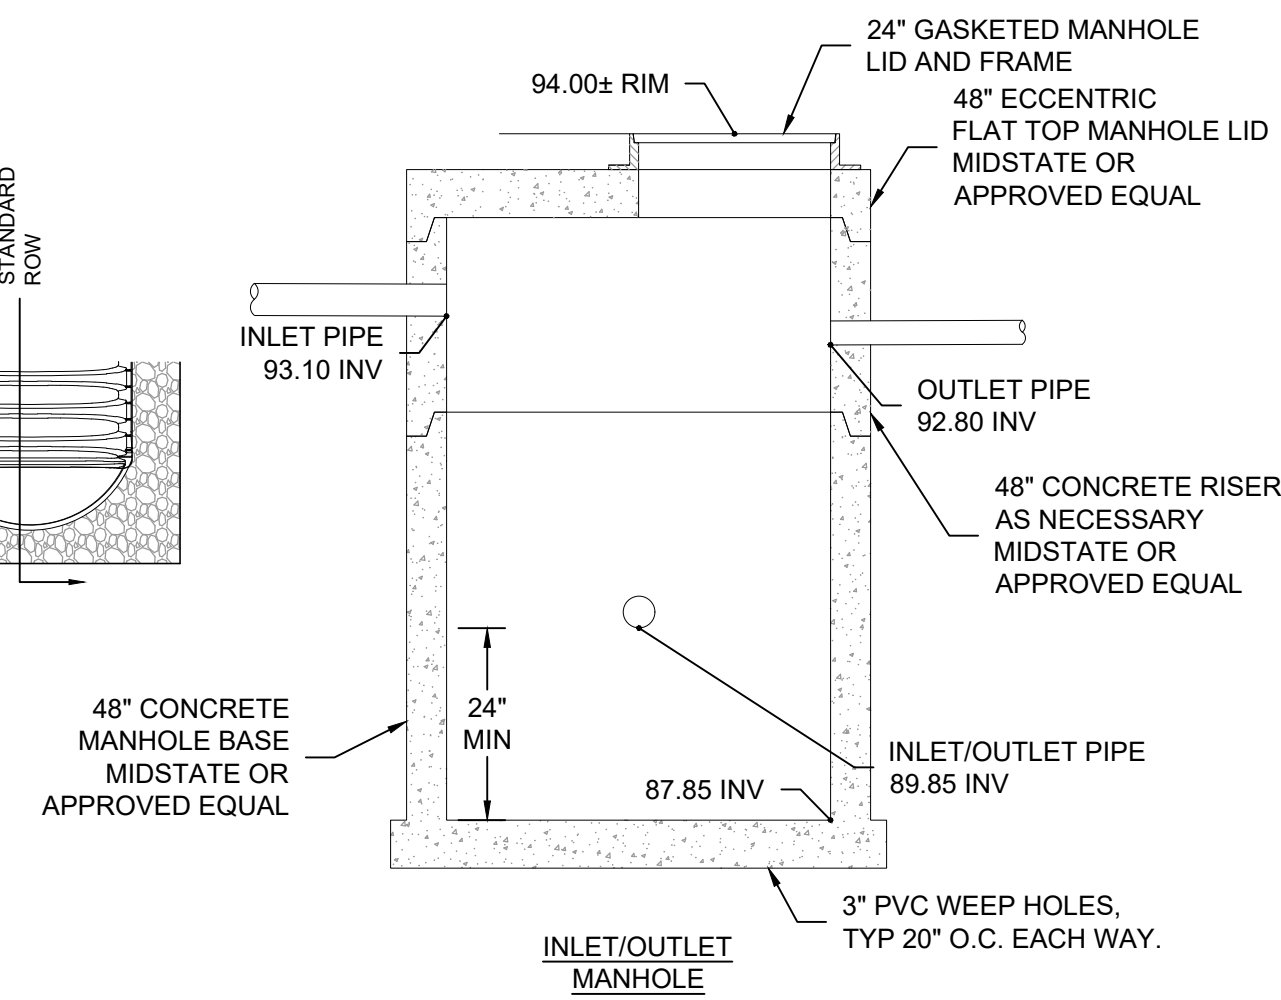 24" GASKETED MANHOLE
LID AND FRAME
94.00± RIM
48" ECCENTRIC
FLAT TOP MANHOLE LID
MIDSTATE OR
APPROVED EQUAL
STANDARD
ROW
INLET PIPE
93.10 INV
OUTLET PIPE
92.80 INV
48" CONCRETE RISER
AS NECESSARY
MIDSTATE OR
APPROVED EQUAL
48" CONCRETE
MANHOLE BASE
MIDSTATE OR
APPROVED EQUAL
24"
MIN
INLET/OUTLET PIPE
89.85 INV
87.85 INV
3" PVC WEEP HOLES,
TYP 20" O.C. EACH WAY.
INLET/OUTLET
MANHOLE